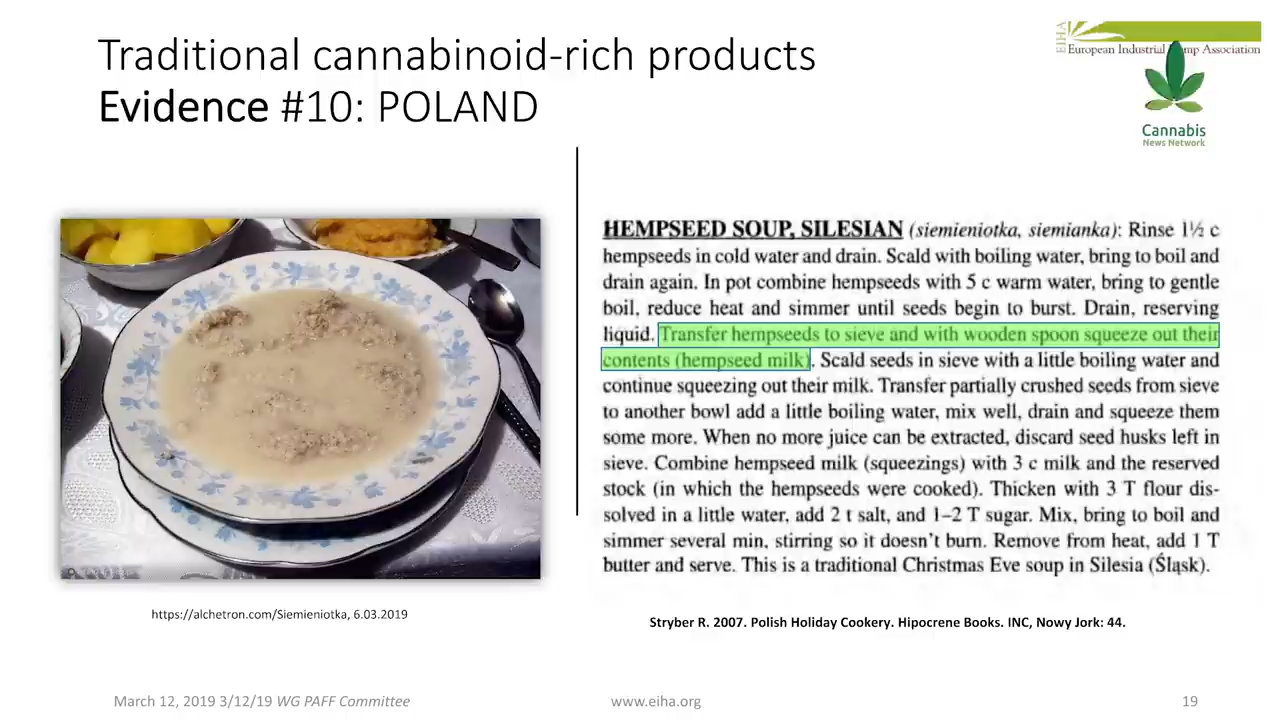 Traditional cannabinoid-rich products
Evidence #10: POLAND
EIHA
European Industrial Hemp Association
Cannabis
News Network
HEMPSEED SOUP, SILESIAN (siemieniotka, siemianka): Rinse 1½ c
hempseeds in cold water and drain. Scald with boiling water, bring to boil and
drain again. In pot combine hempseeds with 5 c warm water, bring to gentle
boil, reduce heat and simmer until seeds begin to burst. Drain, reserving
liquid. Transfer hempseeds to sieve and with wooden spoon squeeze out their
contents (hempseed milk). Scald seeds in sieve with a little boiling water and
continue squeezing out their milk. Transfer partially crushed seeds from sieve
to another bowl add a little boiling water, mix well, drain and squeeze them
some more. When no more juice can be extracted, discard seed husks left in
sieve. Combine hempseed milk (squeezings) with 3 c milk and the reserved
stock (in which the hempseeds were cooked). Thicken with 3 T flour dis-
solved in a little water, add 2 t salt, and 1–2 T sugar. Mix, bring to boil and
simmer several min, stirring so it doesn't burn. Remove from heat, add 1 T
butter and serve. This is a traditional Christmas Eve soup in Silesia (Śląsk).
https://alchetron.com/Siemieniotka, 6.03.2019
Stryber R. 2007. Polish Holiday Cookery. Hipocrene Books. INC, Nowy Jork: 44.
March 12, 2019 3/12/19 WG PAFF Committee
www.eiha.org
19